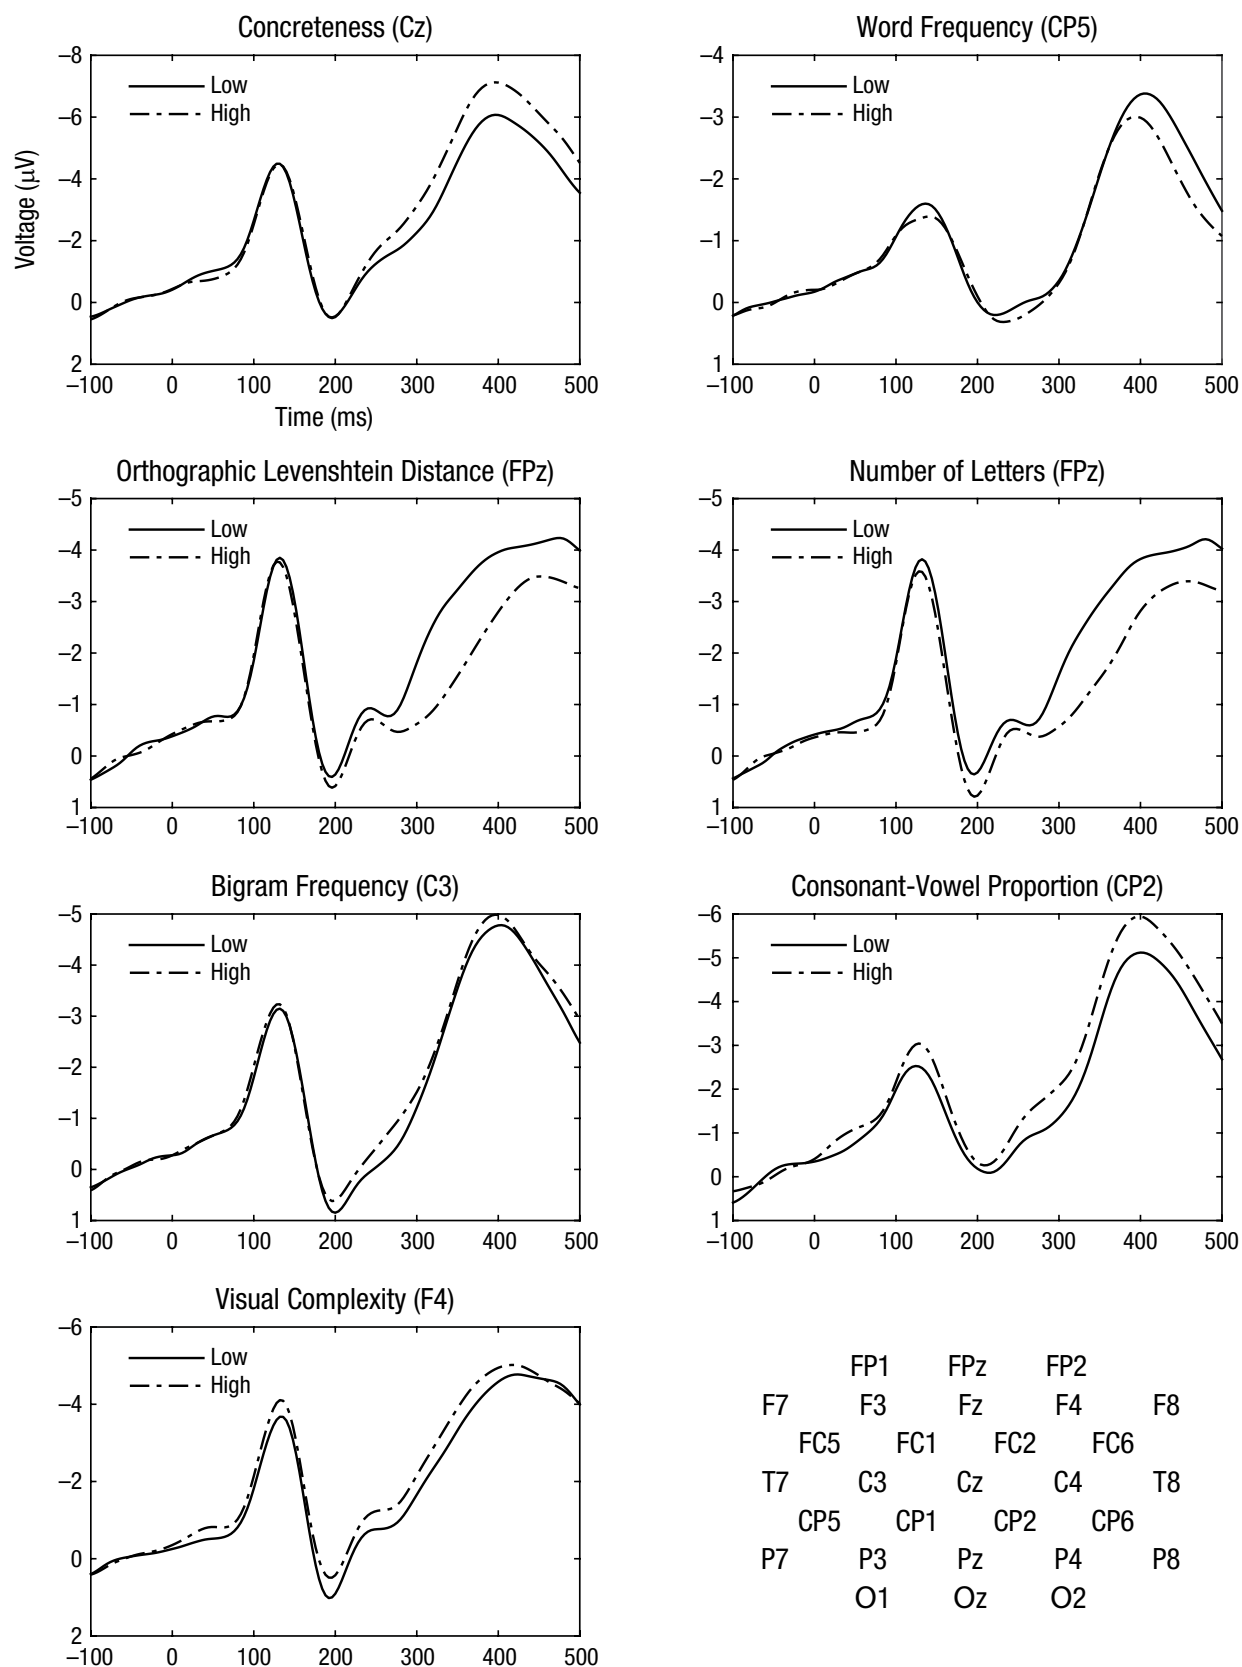 Concreteness (Cz)
–8
–6
–4
–2
0
2
Voltage (µV)
Low
High
–100 0 100 200 300 400 500
Time (ms)
Word Frequency (CP5)
–4
–3
–2
–1
0
1
Low
High
–100 0 100 200 300 400 500
Orthographic Levenshtein Distance (FPz)
–5
–4
–3
–2
–1
0
1
Low
High
–100 0 100 200 300 400 500
Number of Letters (FPz)
–5
–4
–3
–2
–1
0
1
Low
High
–100 0 100 200 300 400 500
Bigram Frequency (C3)
–5
–4
–3
–2
–1
0
1
Low
High
–100 0 100 200 300 400 500
Consonant-Vowel Proportion (CP2)
–6
–5
–4
–3
–2
–1
0
1
Low
High
–100 0 100 200 300 400 500
Visual Complexity (F4)
–6
–4
–2
0
2
Low
High
–100 0 100 200 300 400 500
FP1 FPz FP2
F7 F3 Fz F4 F8
FC5 FC1 FC2 FC6
T7 C3 Cz C4 T8
CP5 CP1 CP2 CP6
P7 P3 Pz P4 P8
O1 Oz O2